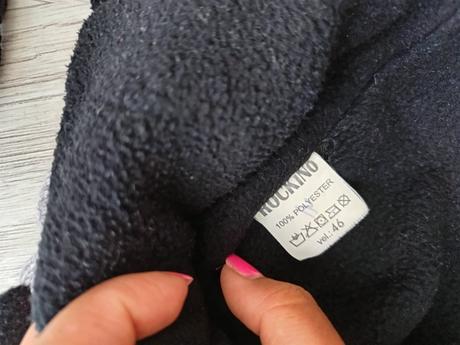 ROCKINO
100% POLYESTER
vel.: 46